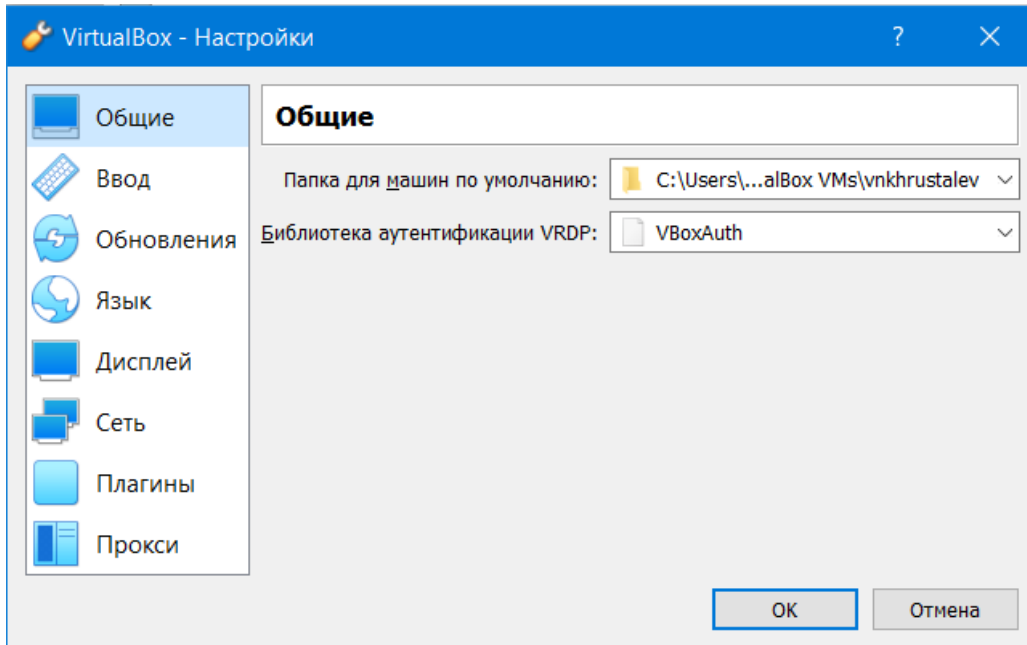 VirtualBox - Настройки ?
Общие
Ввод
Обновления
Язык
Дисплей
Сеть
Плагины
Прокси
Общие
Папка для машин по умолчанию: C:\Users\...alBox VMs\vnkhrustalev
Библиотека аутентификации VRDP: VBoxAuth
OK Отмена